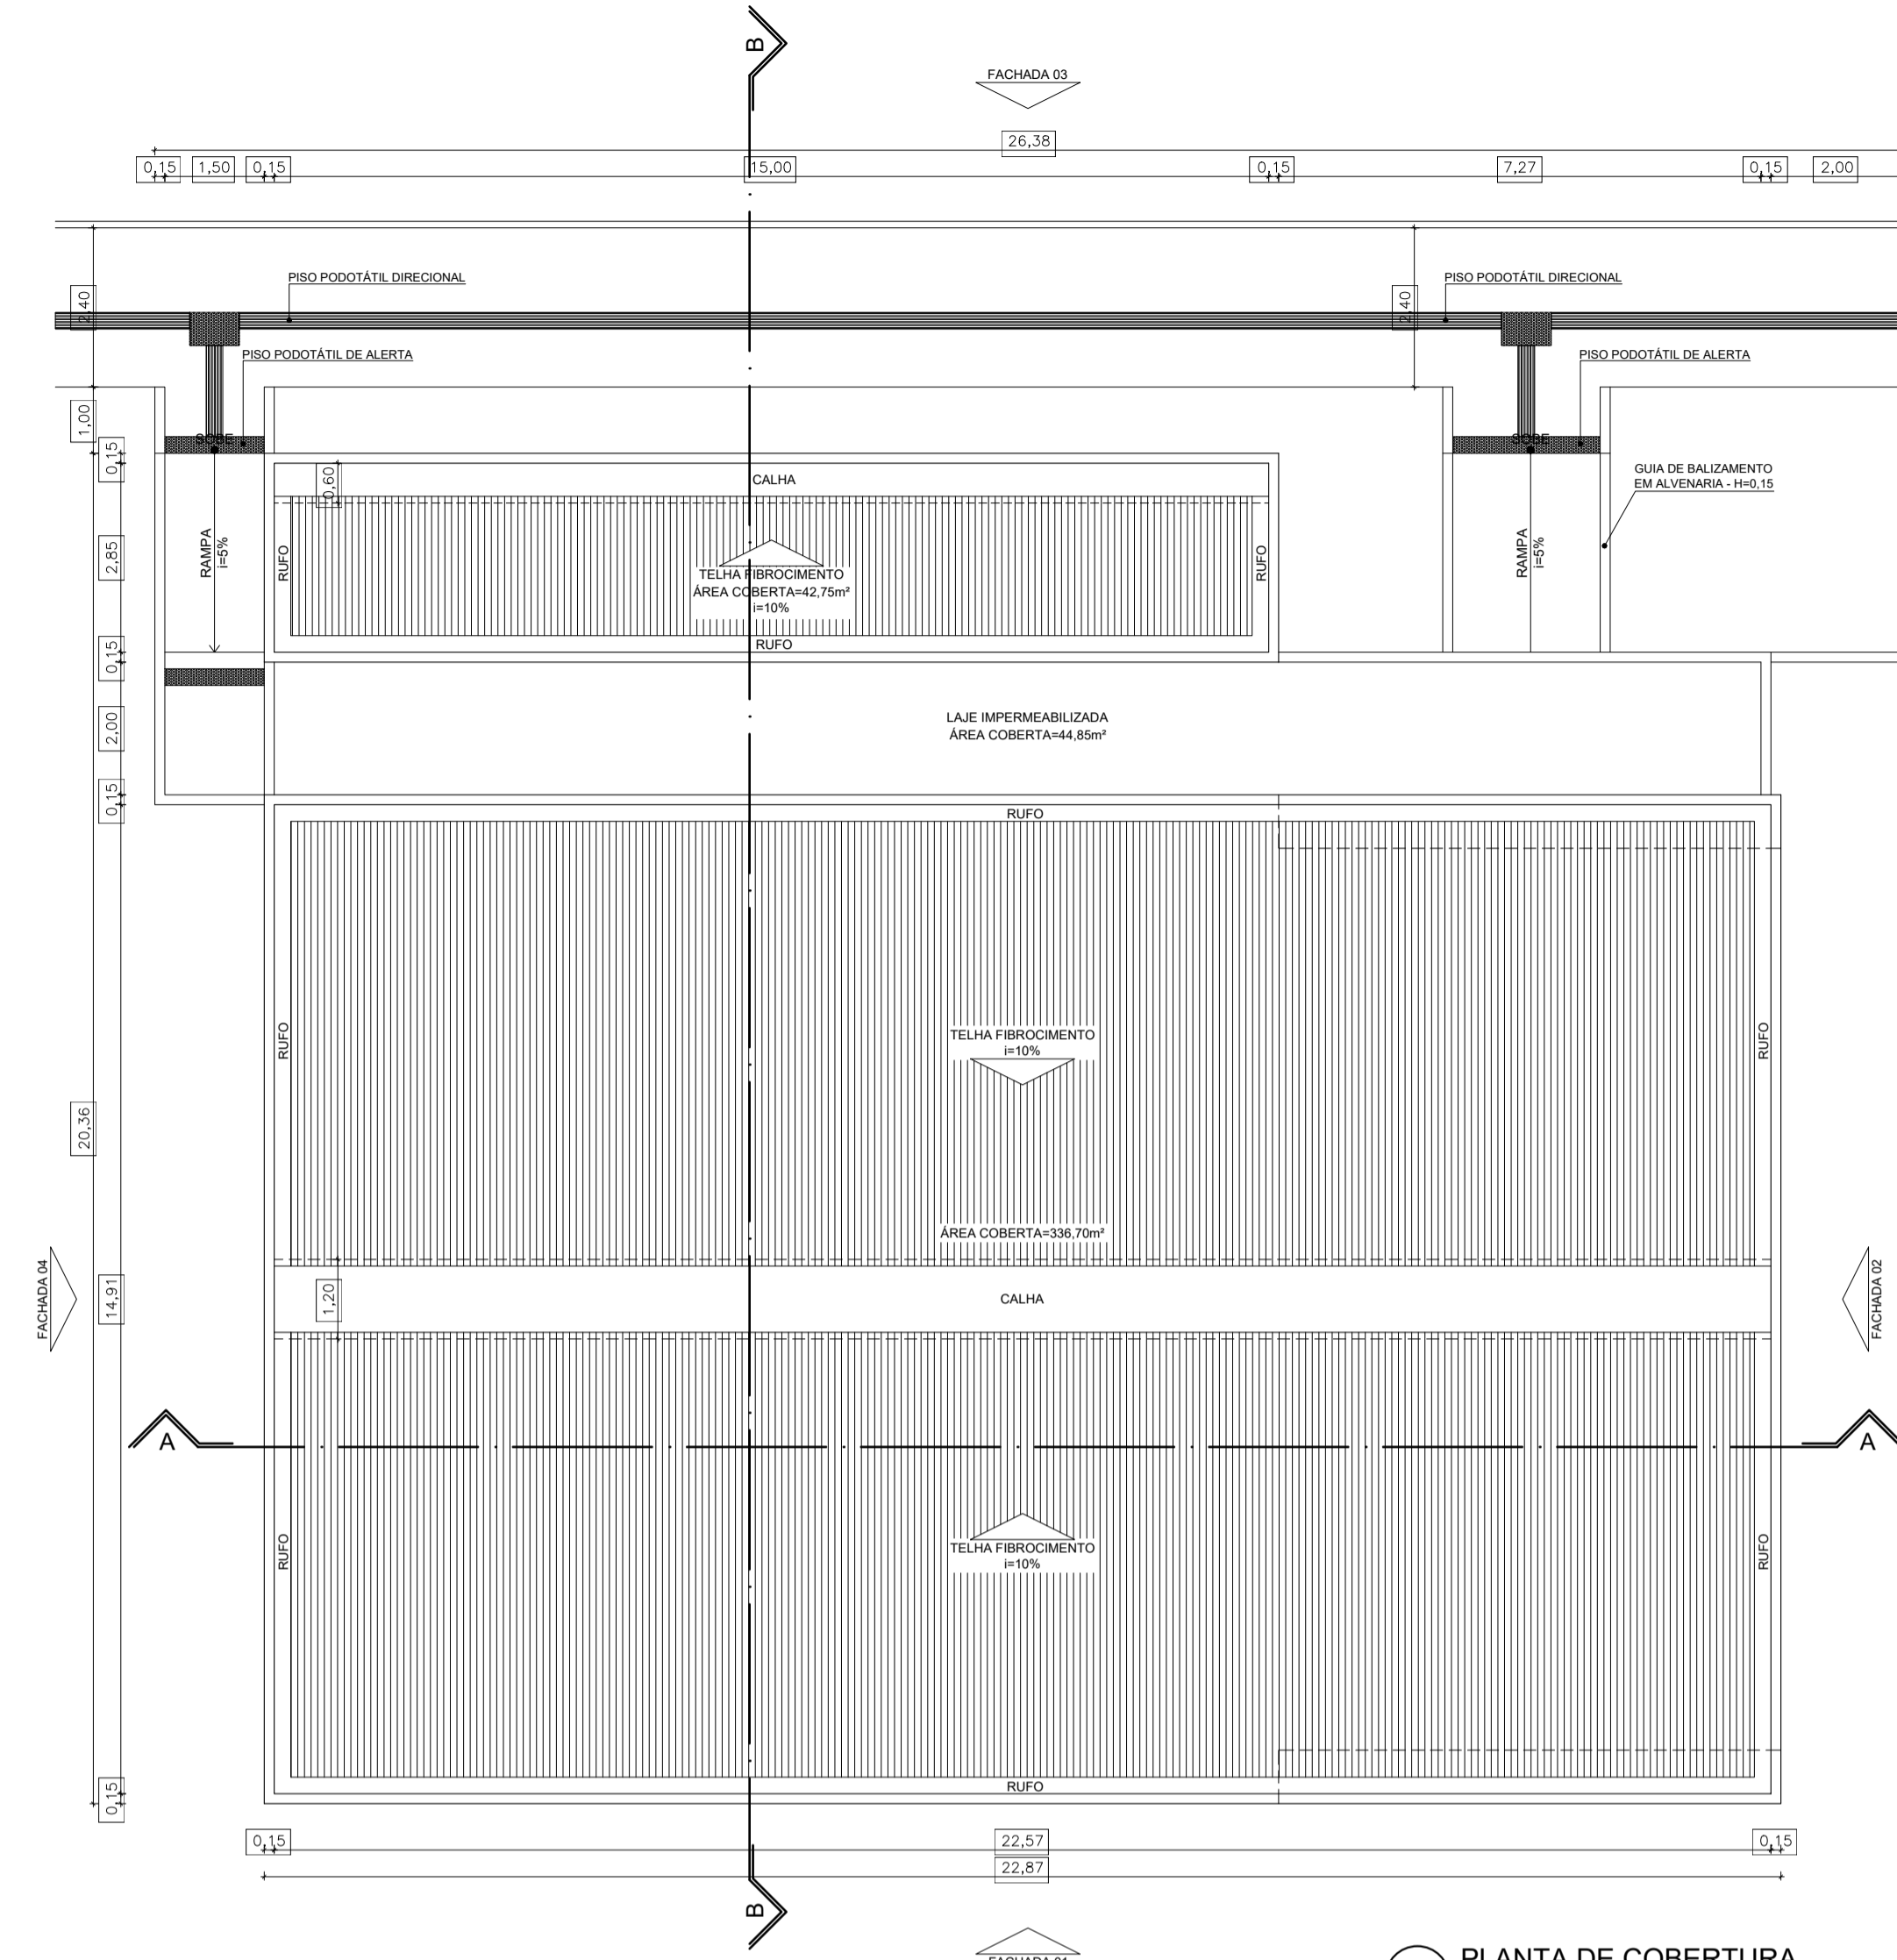 B
FACHADA 03
26,38
0,15
1,50
0,15
15,00
0,15
7,27
0,15
2,00
PISO PODOTÁTIL DIRECIONAL
PISO PODOTÁTIL DIRECIONAL
2,40
2,40
PISO PODOTÁTIL DE ALERTA
PISO PODOTÁTIL DE ALERTA
1,00
SOBE
SOBE
0,15
0,60
CALHA
GUIA DE BALIZAMENTO
EM ALVENARIA - H=0,15
2,85
RAMPA
i=5%
RUFO
TELHA FIBROCIMENTO
ÁREA COBERTA=42,75m²
i=10%
RUFO
RAMPA
i=5%
RUFO
0,15
2,00
LAJE IMPERMEABILIZADA
ÁREA COBERTA=44,85m²
0,15
RUFO
RUFO
TELHA FIBROCIMENTO
i=10%
RUFO
20,36
ÁREA COBERTA=336,70m²
FACHADA 04
14,91
1,20
CALHA
FACHADA 02
A
A
RUFO
TELHA FIBROCIMENTO
i=10%
RUFO
0,15
RUFO
0,15
22,57
0,15
22,87
B
FACHADA 01
PLANTA DE COBERTURA